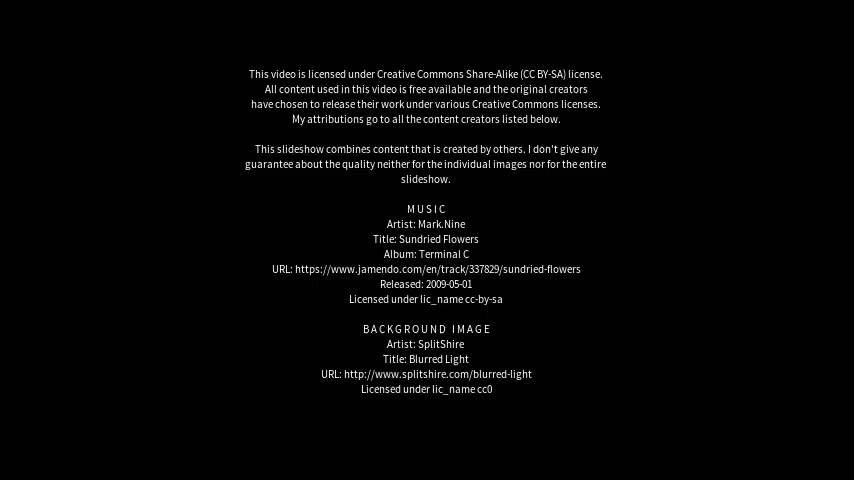 This video is licensed under Creative Commons Share-Alike (CC BY-SA) license.
All content used in this video is free available and the original creators
have chosen to release their work under various Creative Commons licenses.
My attributions go to all the content creators listed below.
This slideshow combines content that is created by others. I don't give any
guarantee about the quality neither for the individual images nor for the entire
slideshow.
MUSIC
Artist: Mark.Nine
Title: Sundried Flowers
Album: Terminal C
URL: https://www.jamendo.com/en/track/337829/sundried-flowers
Released: 2009-05-01
Licensed under lic_name cc-by-sa
BACKGROUND IMAGE
Artist: SplitShire
Title: Blurred Light
URL: http://www.splitshire.com/blurred-light
Licensed under lic_name cc0